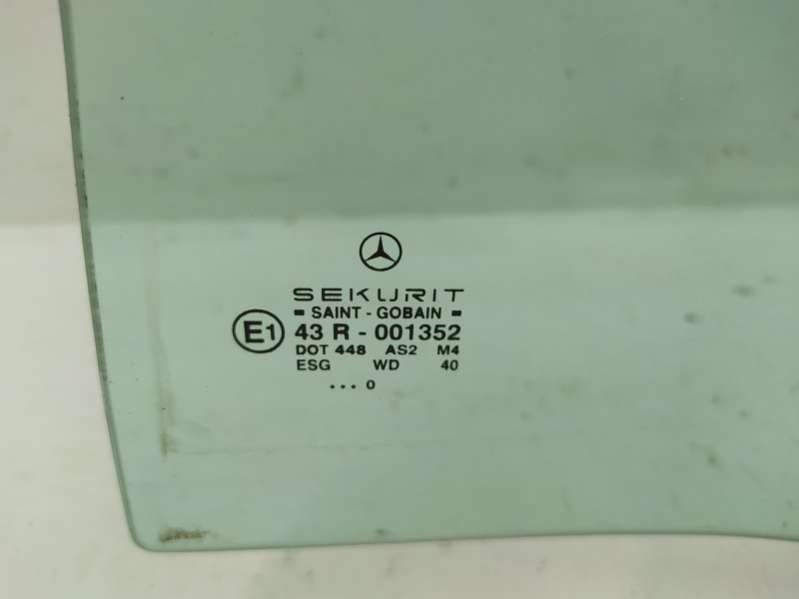 SEKURIT
SAINT - GOBAIN
E1 43 R - 001352
DOT 448 AS2 M4
ESG WD 40
... 0